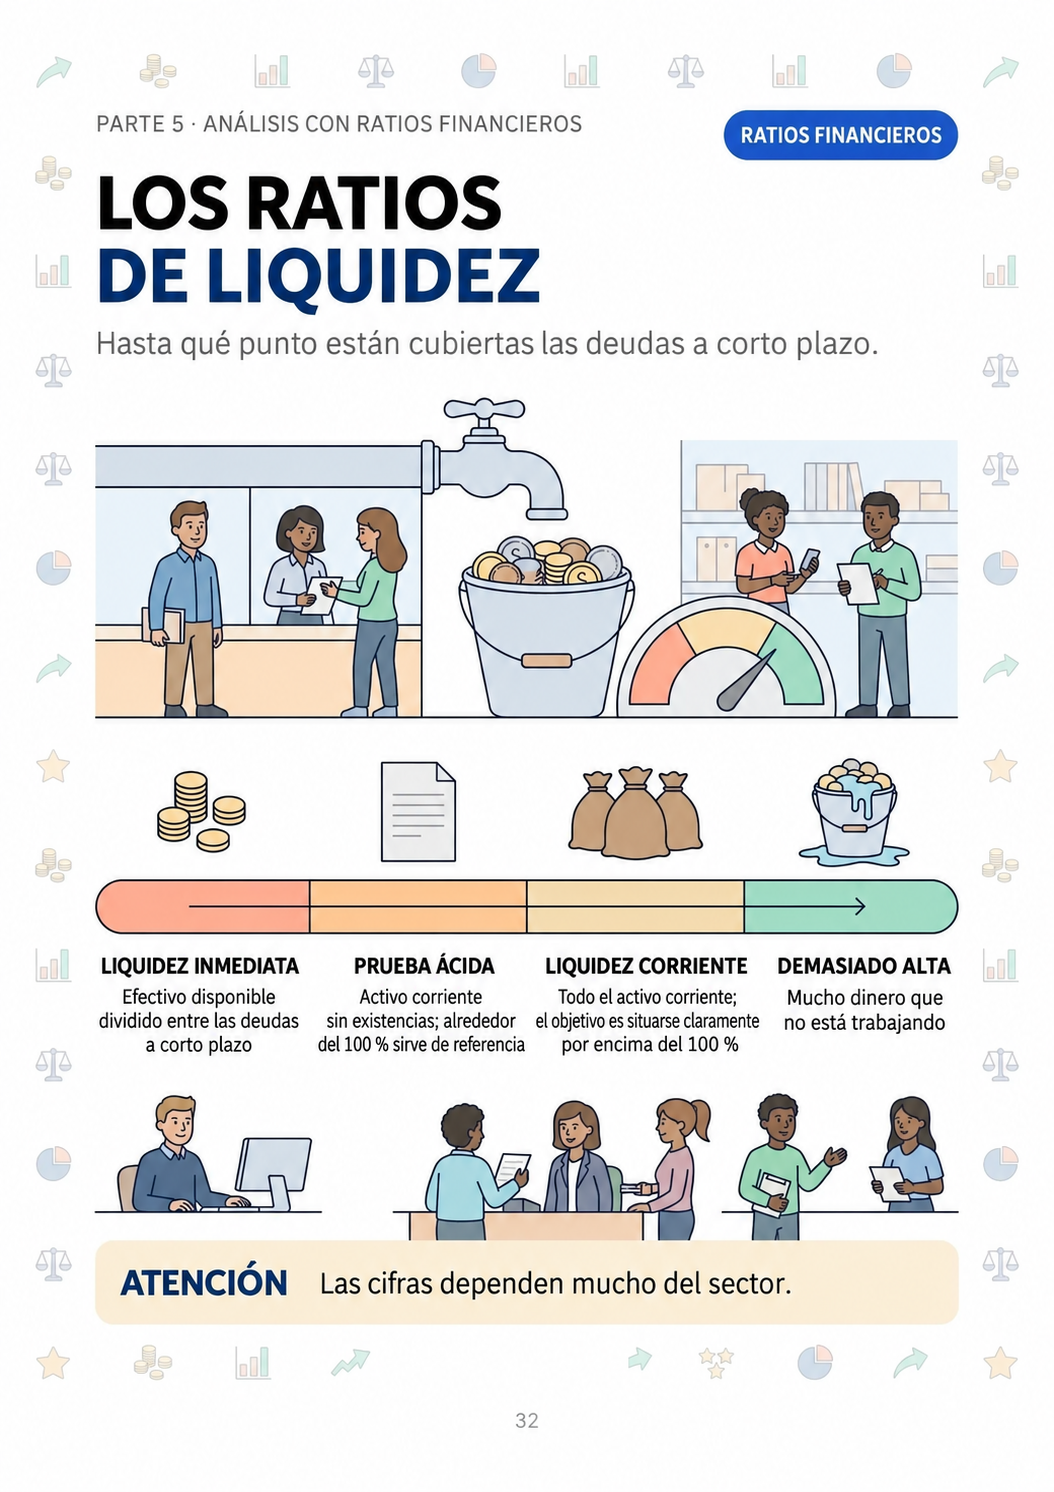 PARTE 5 · ANÁLISIS CON RATIOS FINANCIEROS
RATIOS FINANCIEROS
LOS RATIOS
DE LIQUIDEZ
Hasta qué punto están cubiertas las deudas a corto plazo.
LIQUIDEZ INMEDIATA
Efectivo disponible
dividido entre las deudas
a corto plazo
PRUEBA ÁCIDA
Activo corriente
sin existencias; alrededor
del 100 % sirve de referencia
LIQUIDEZ CORRIENTE
Todo el activo corriente;
el objetivo es situarse claramente
por encima del 100 %
DEMASIADO ALTA
Mucho dinero que
no está trabajando
ATENCIÓN Las cifras dependen mucho del sector.
32